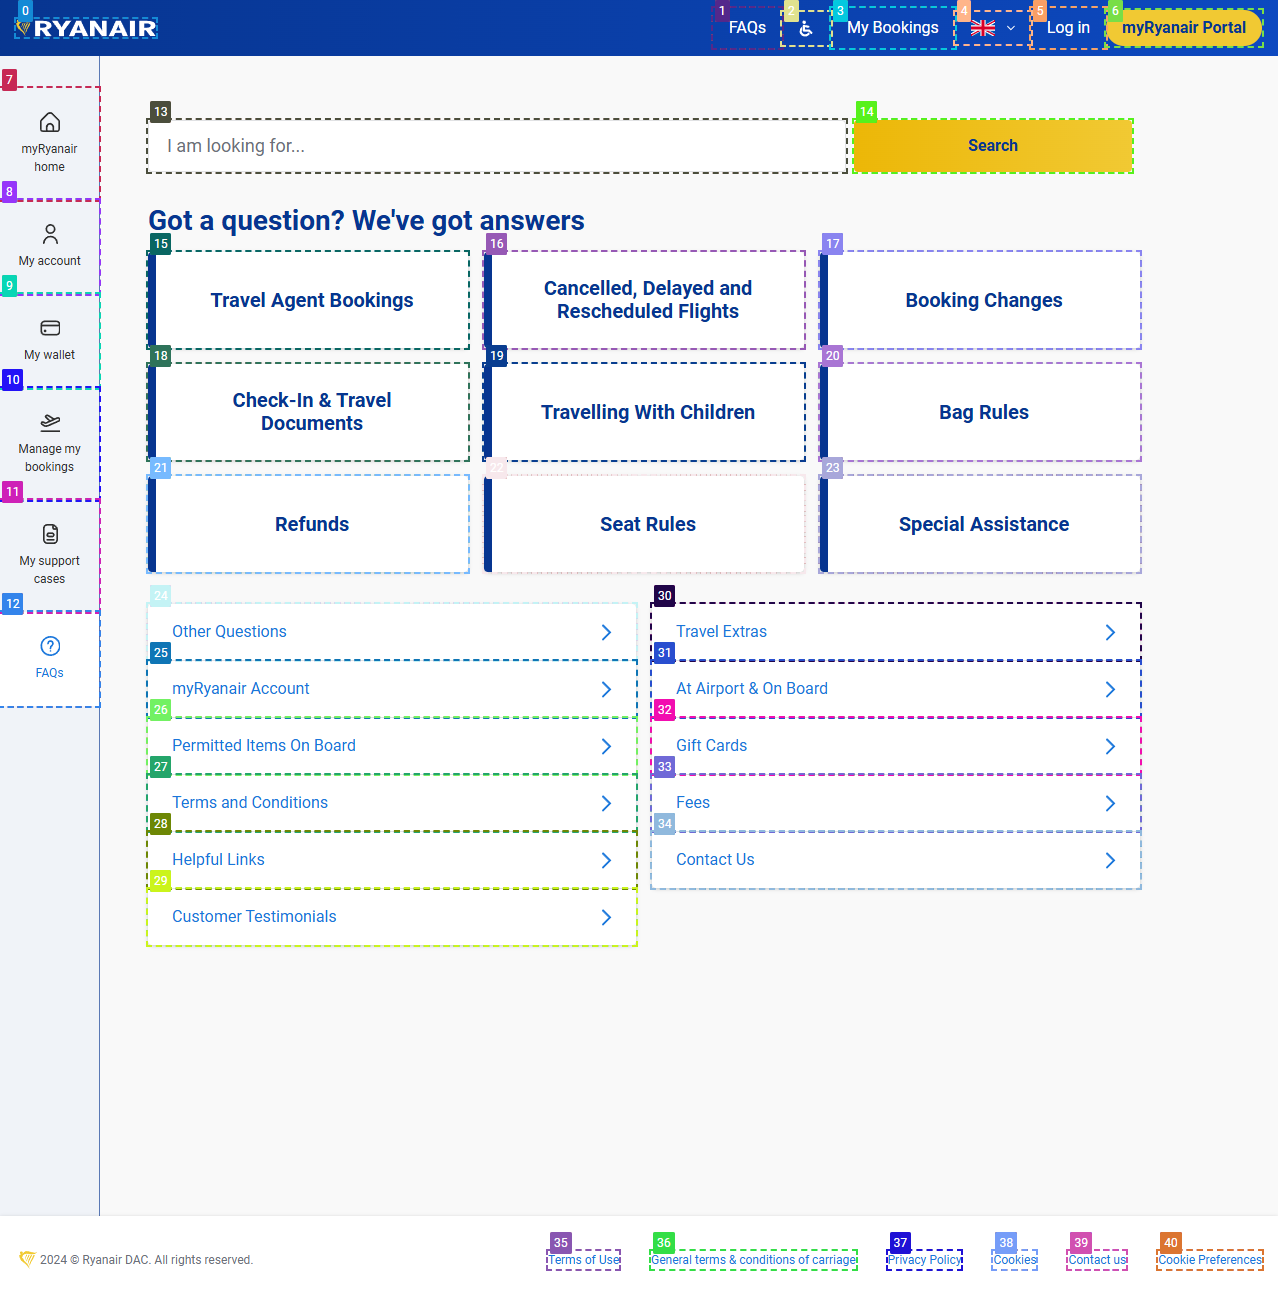 RYANAIR
FAQs
My Bookings
Log in
myRyanair Portal
0
1
2
3
4
5
6
7
myRyanair
home
8
My account
9
My wallet
10
Manage my
bookings
11
My support
cases
12
FAQs
13
I am looking for...
14
Search
Got a question? We've got answers
15
Travel Agent Bookings
16
Cancelled, Delayed and
Rescheduled Flights
17
Booking Changes
18
Check-In & Travel
Documents
19
Travelling With Children
20
Bag Rules
21
Refunds
22
Seat Rules
23
Special Assistance
24
Other Questions
25
myRyanair Account
26
Permitted Items On Board
27
Terms and Conditions
28
Helpful Links
29
Customer Testimonials
30
Travel Extras
31
At Airport & On Board
32
Gift Cards
33
Fees
34
Contact Us
2024 © Ryanair DAC. All rights reserved.
35
Terms of Use
36
General terms & conditions of carriage
37
Privacy Policy
38
Cookies
39
Contact us
40
Cookie Preferences